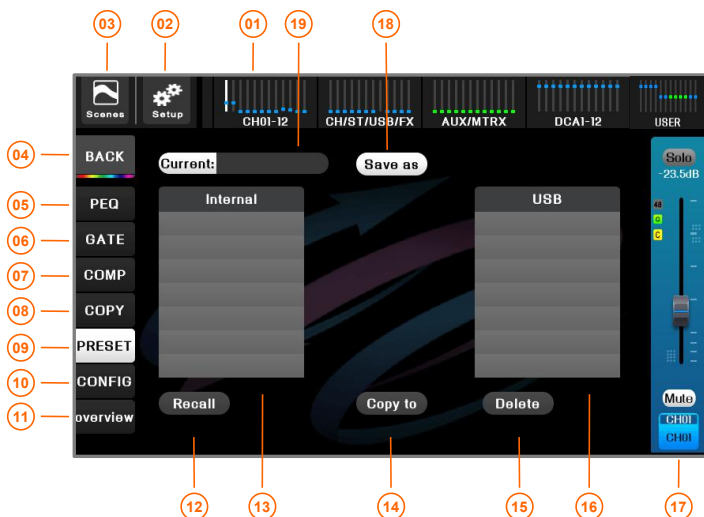 03
02
01
19
18
Scenes
Setup
CH01-12
CH/ST/USB/FX
AUX/MTRX
DCA1-12
USER
04
BACK
Current:
Save as
Solo
-23.5dB
05
PEQ
Internal
USB
48
G
C
06
GATE
07
COMP
08
COPY
09
PRESET
10
CONFIG
11
overview
Recall
Copy to
Delete
Mute
CH01
CH01
12
13
14
15
16
17